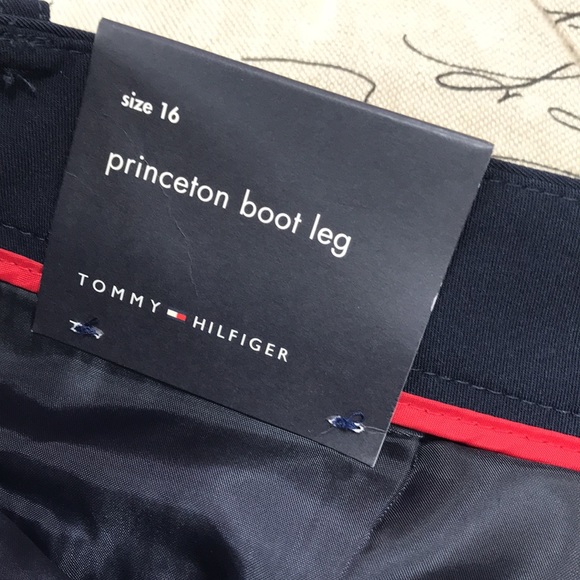 size 16
princeton boot leg
TOMMY HILFIGER